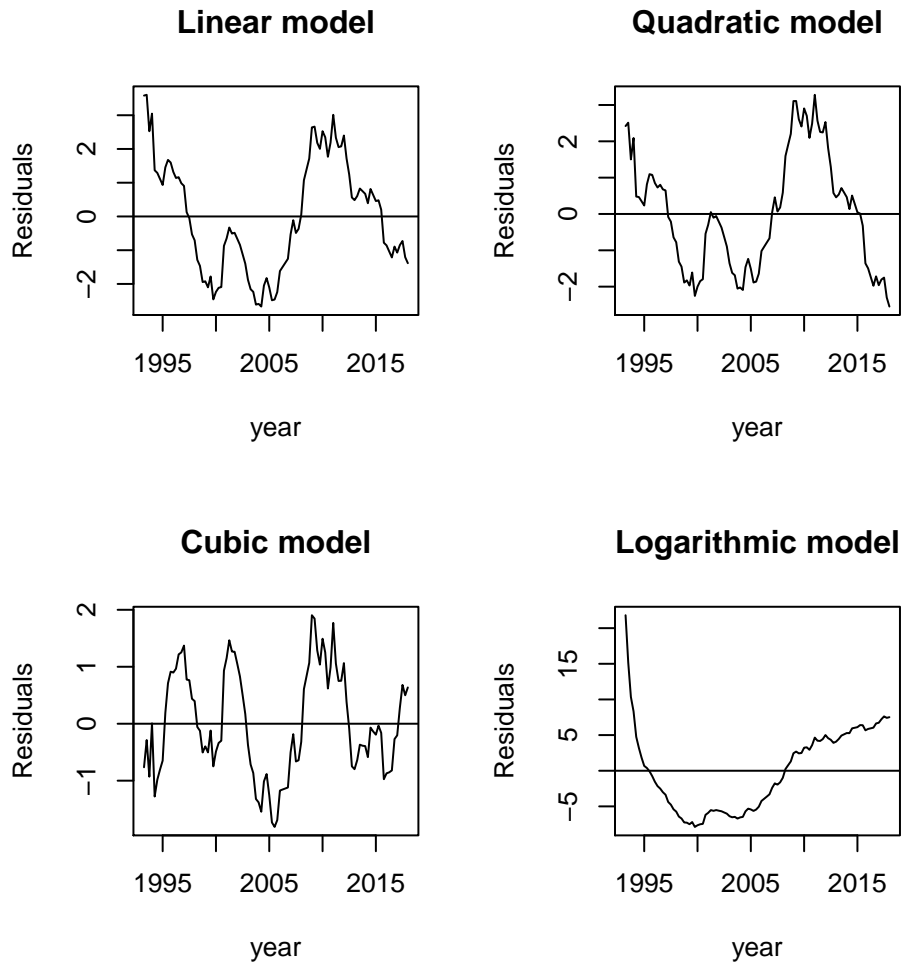 Linear model
Residuals
2
0
−2
1995 2005 2015
year
Quadratic model
Residuals
2
0
−2
1995 2005 2015
year
Cubic model
Residuals
2
1
0
−1
1995 2005 2015
year
Logarithmic model
Residuals
15
5
−5
1995 2005 2015
year